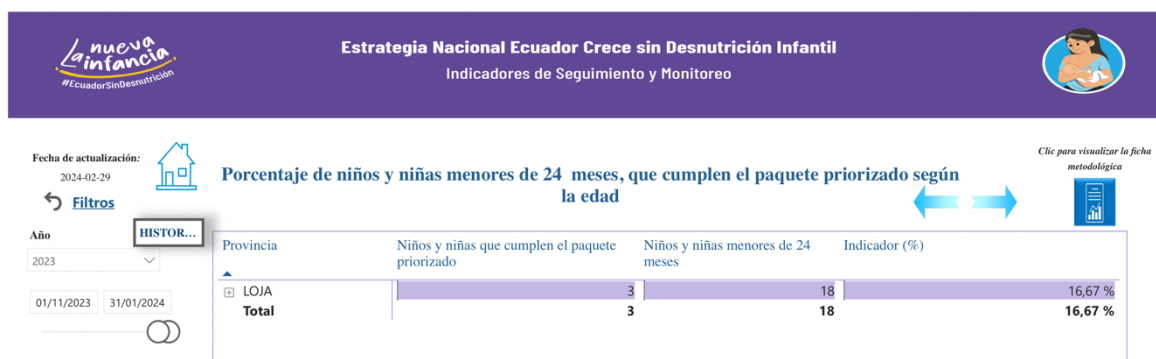 La nueva infancia
#EcuadorSinDesnutrición
Estrategia Nacional Ecuador Crece sin Desnutrición Infantil
Indicadores de Seguimiento y Monitoreo
Fecha de actualización:
2024-02-29
Filtros
Porcentaje de niños y niñas menores de 24 meses, que cumplen el paquete priorizado según
la edad
Clic para visualizar la ficha
metodológica
Año
HISTOR...
2023
01/11/2023 31/01/2024
Provincia Niños y niñas que cumplen el paquete priorizado Niños y niñas menores de 24 meses Indicador (%)
LOJA 3 18 16,67 %
Total 3 18 16,67 %